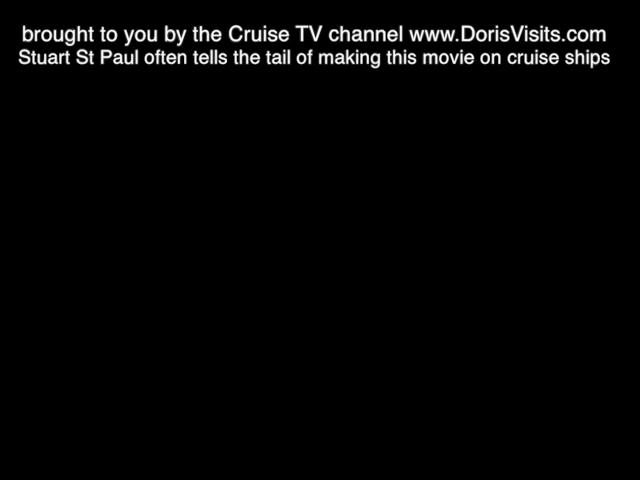 brought to you by the Cruise TV channel www.DorisVisits.com
Stuart St Paul often tells the tail of making this movie on cruise ships